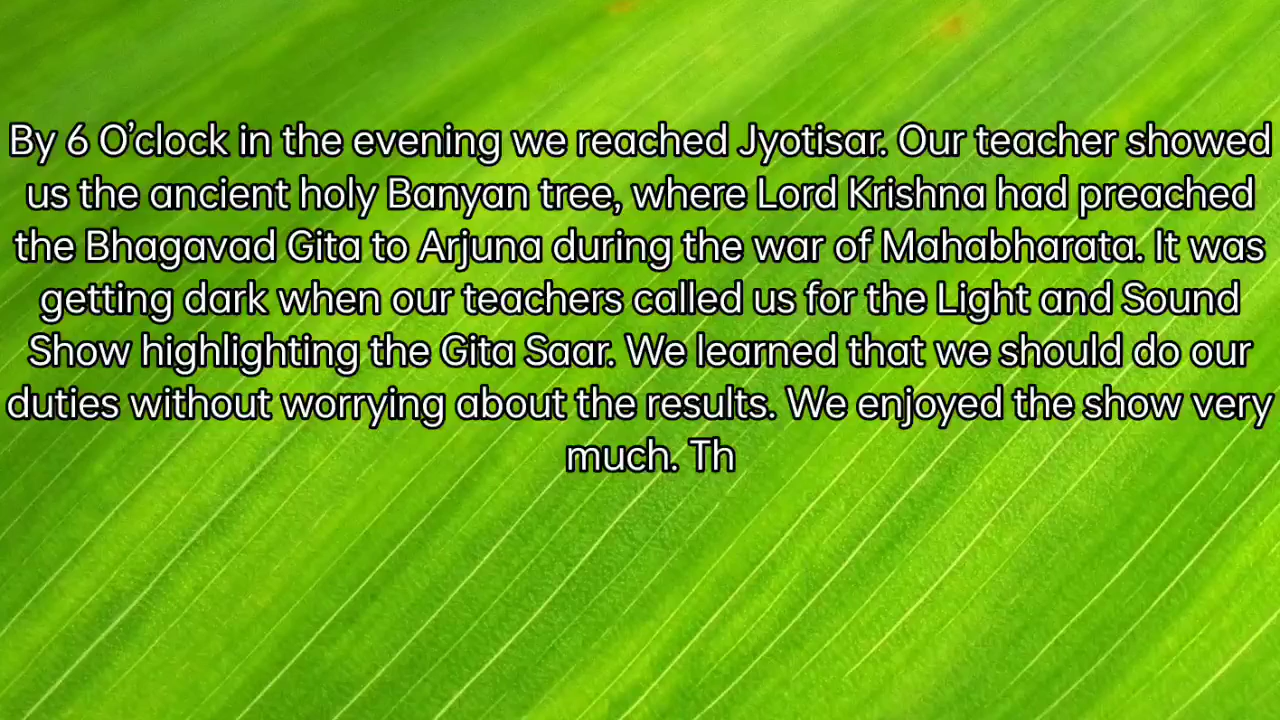 By 6 O’clock in the evening we reached Jyotisar. Our teacher showed
us the ancient holy Banyan tree, where Lord Krishna had preached
the Bhagavad Gita to Arjuna during the war of Mahabharata. It was
getting dark when our teachers called us for the Light and Sound
Show highlighting the Gita Saar. We learned that we should do our
duties without worrying about the results. We enjoyed the show very
much. Th